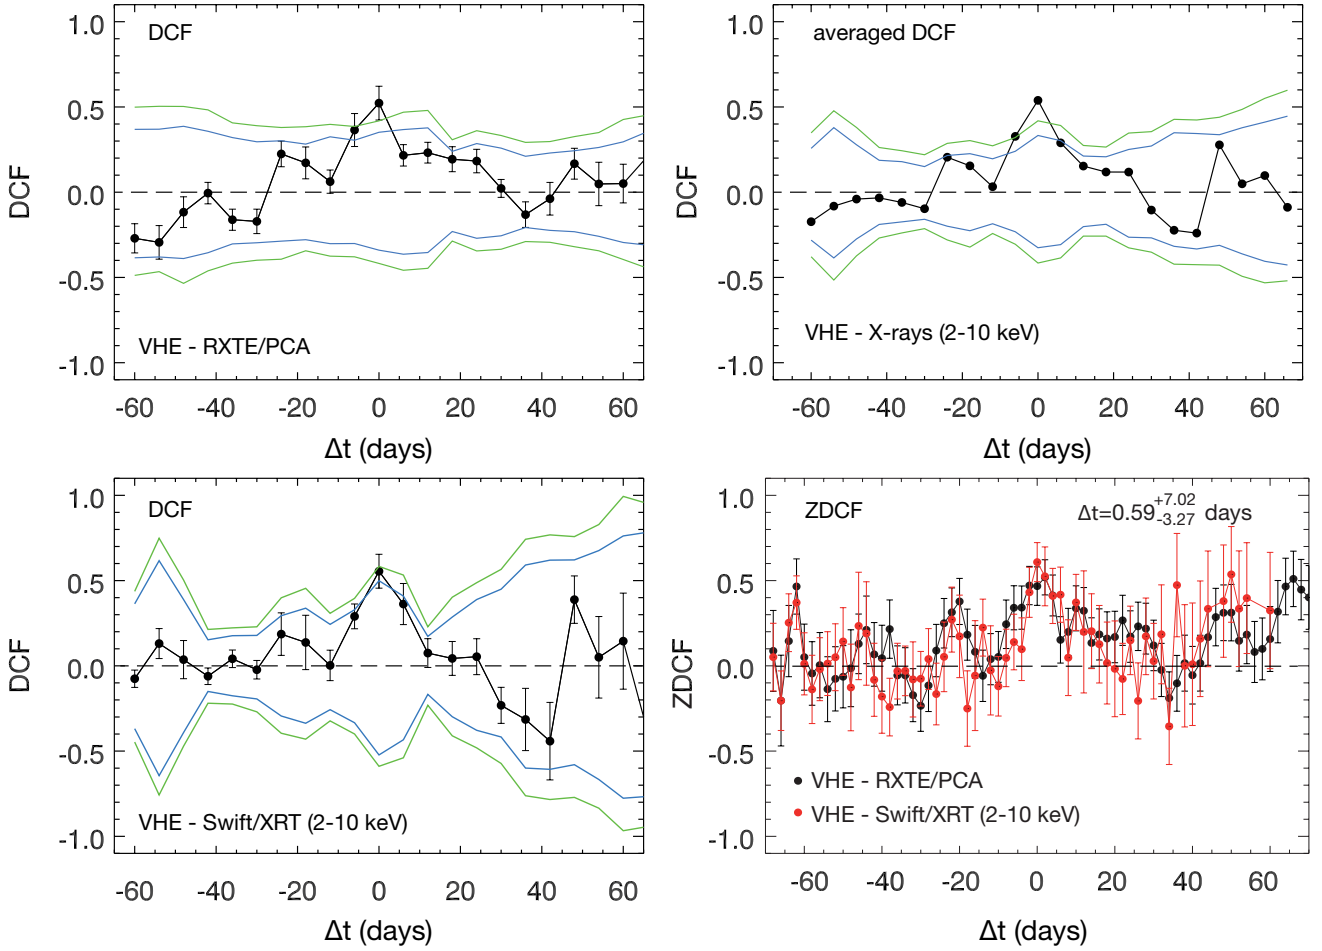 DCF
1.0
0.5
0.0
-0.5
-1.0
DCF
VHE - RXTE/PCA
-60 -40 -20 0 20 40 60
Δt (days)
averaged DCF
1.0
0.5
0.0
-0.5
-1.0
DCF
VHE - X-rays (2-10 keV)
-60 -40 -20 0 20 40 60
Δt (days)
DCF
1.0
0.5
0.0
-0.5
-1.0
DCF
VHE - Swift/XRT (2-10 keV)
-60 -40 -20 0 20 40 60
Δt (days)
ZDCF
Δt=0.59+7.02-3.27 days
1.0
0.5
0.0
-0.5
-1.0
ZDCF
VHE - RXTE/PCA
VHE - Swift/XRT (2-10 keV)
-60 -40 -20 0 20 40 60
Δt (days)